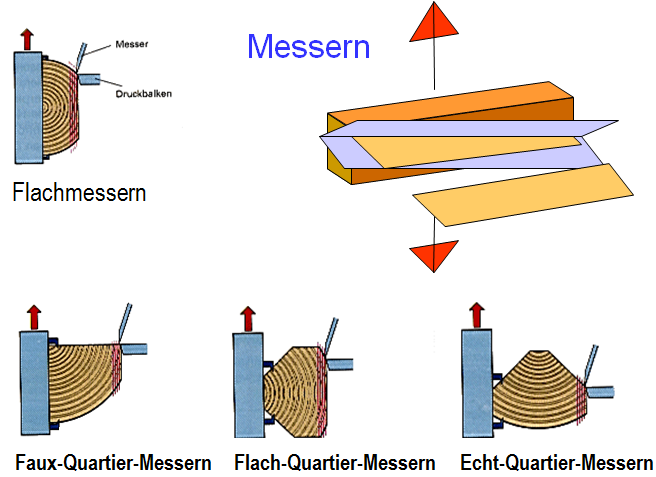 Messer
Messern
Druckbalken
Flachmessern
Faux-Quartier-Messern
Flach-Quartier-Messern
Echt-Quartier-Messern